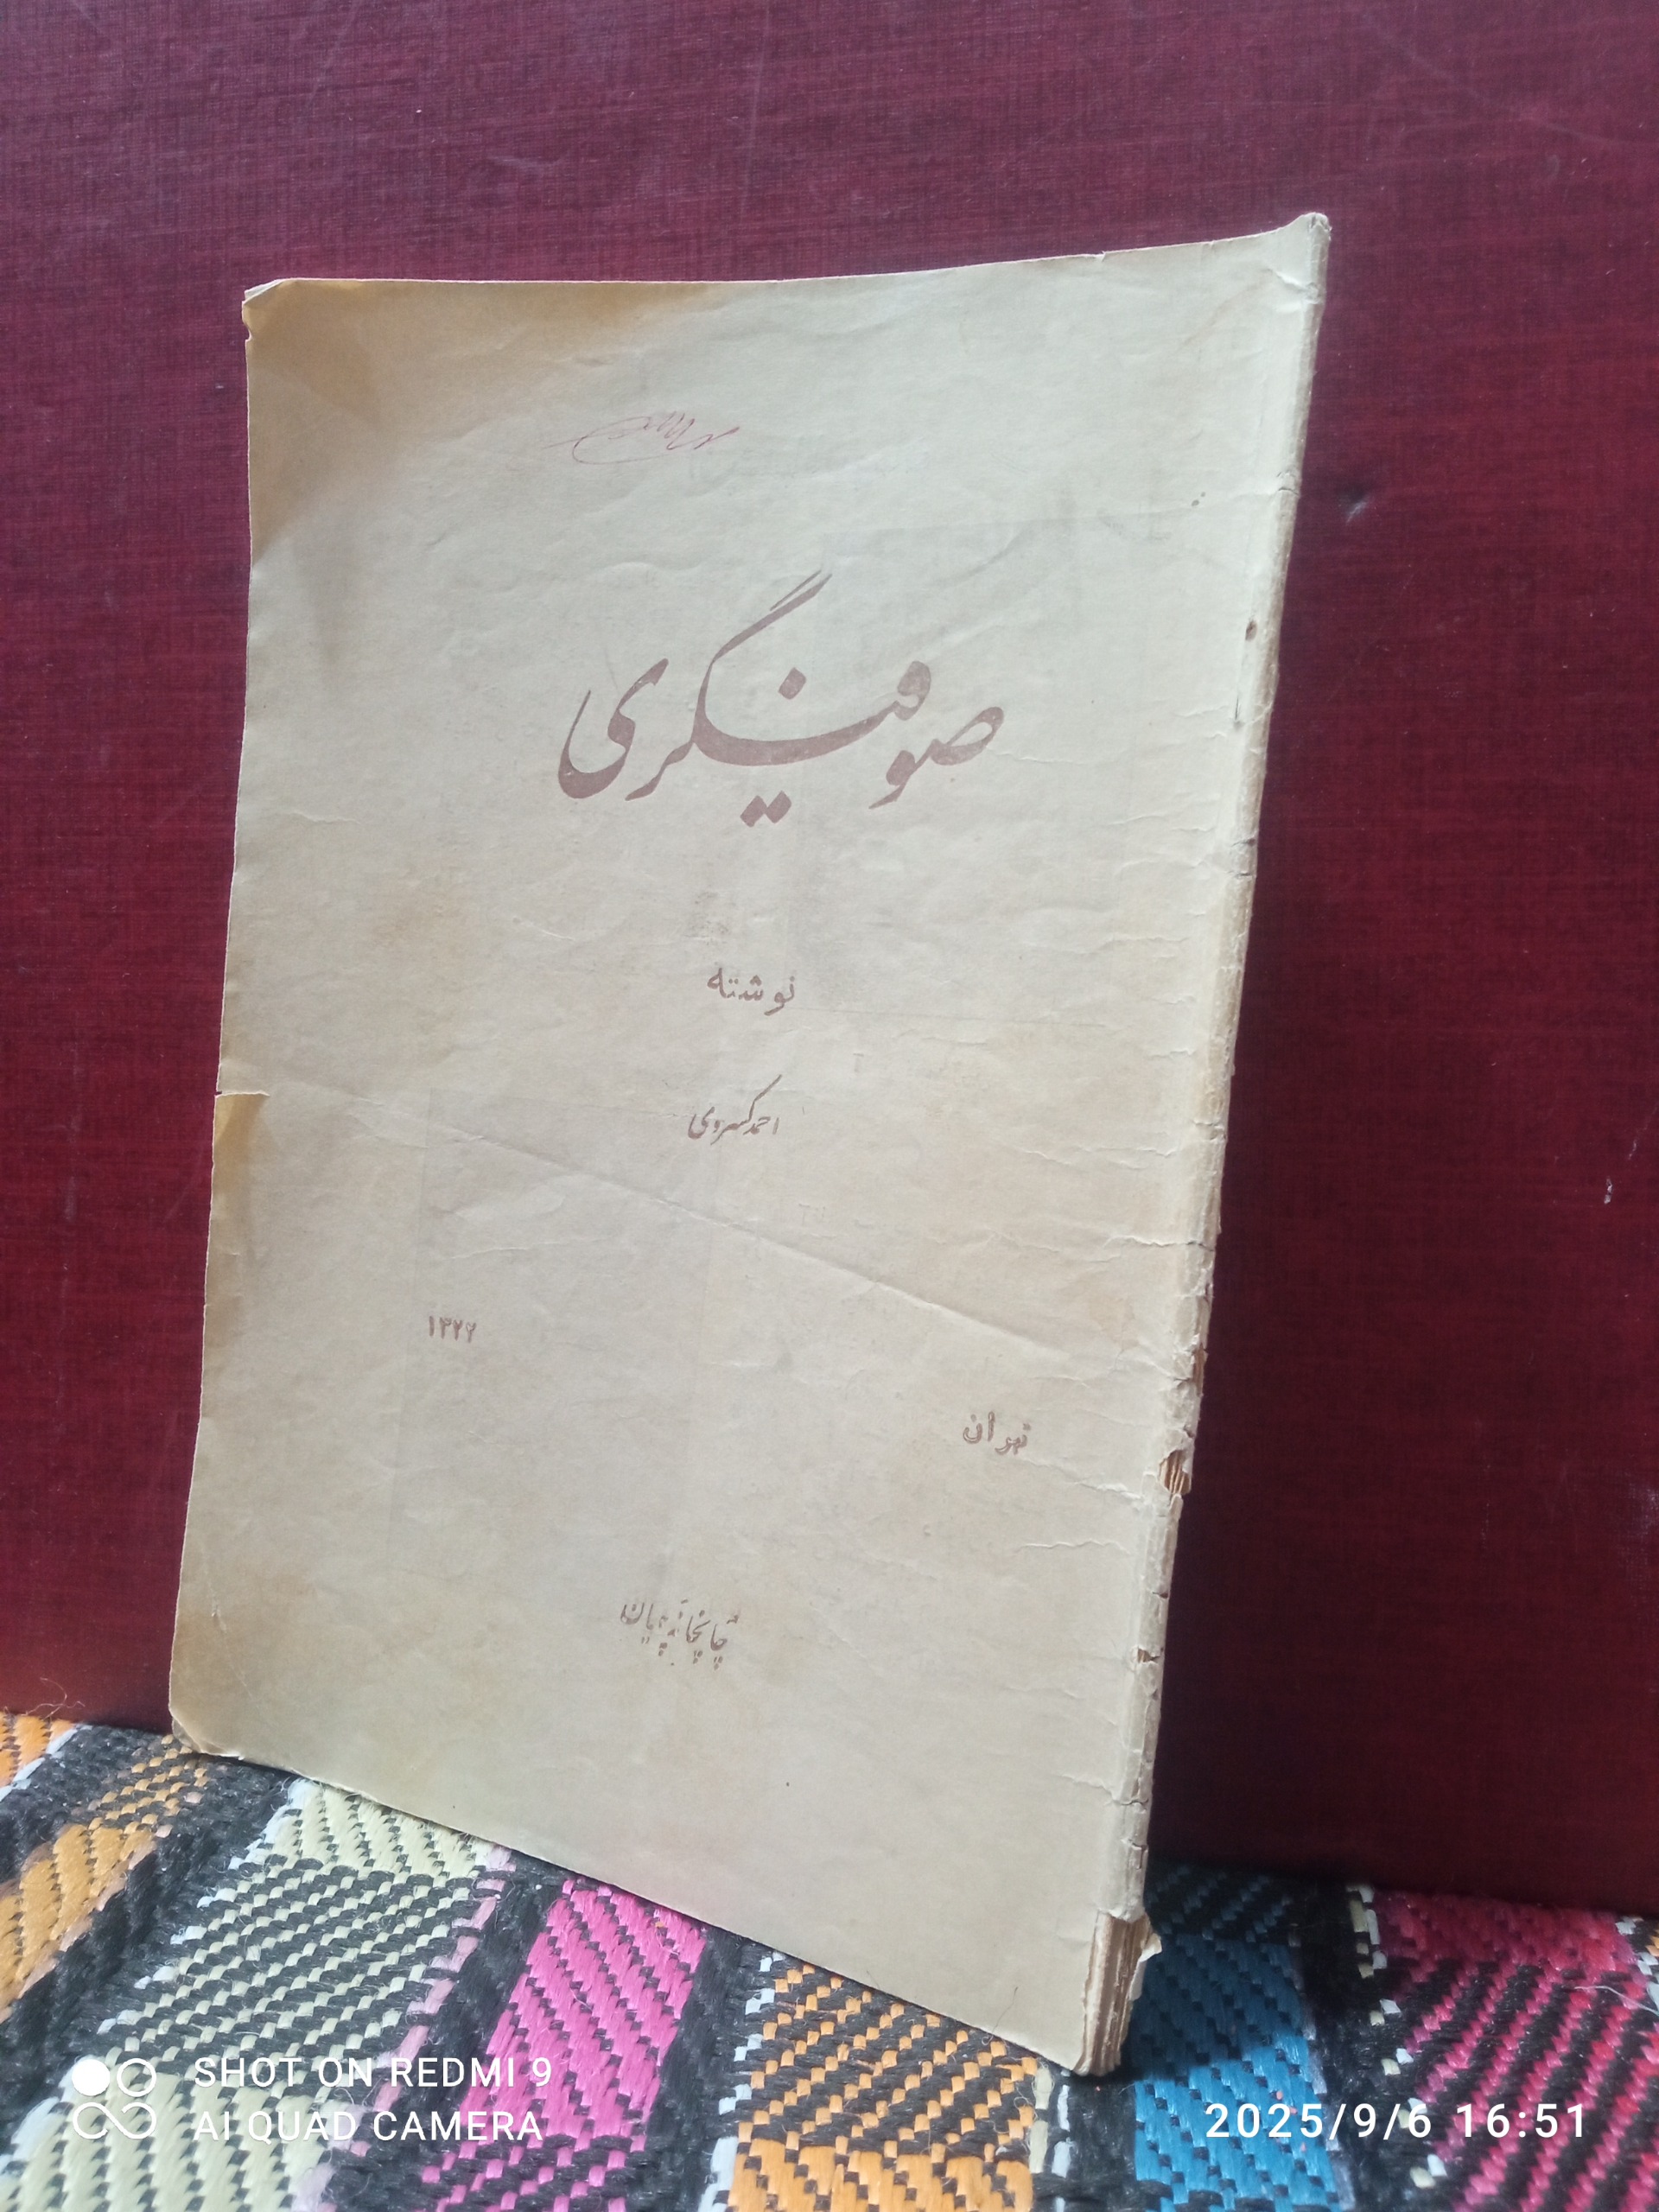 صوفیگری
نوشته
احمد کسروی
۱۳۲۲
تهران
چاپخانه پیمان
SHOT ON REDMI 9
AI QUAD CAMERA
2025/9/6 16:51